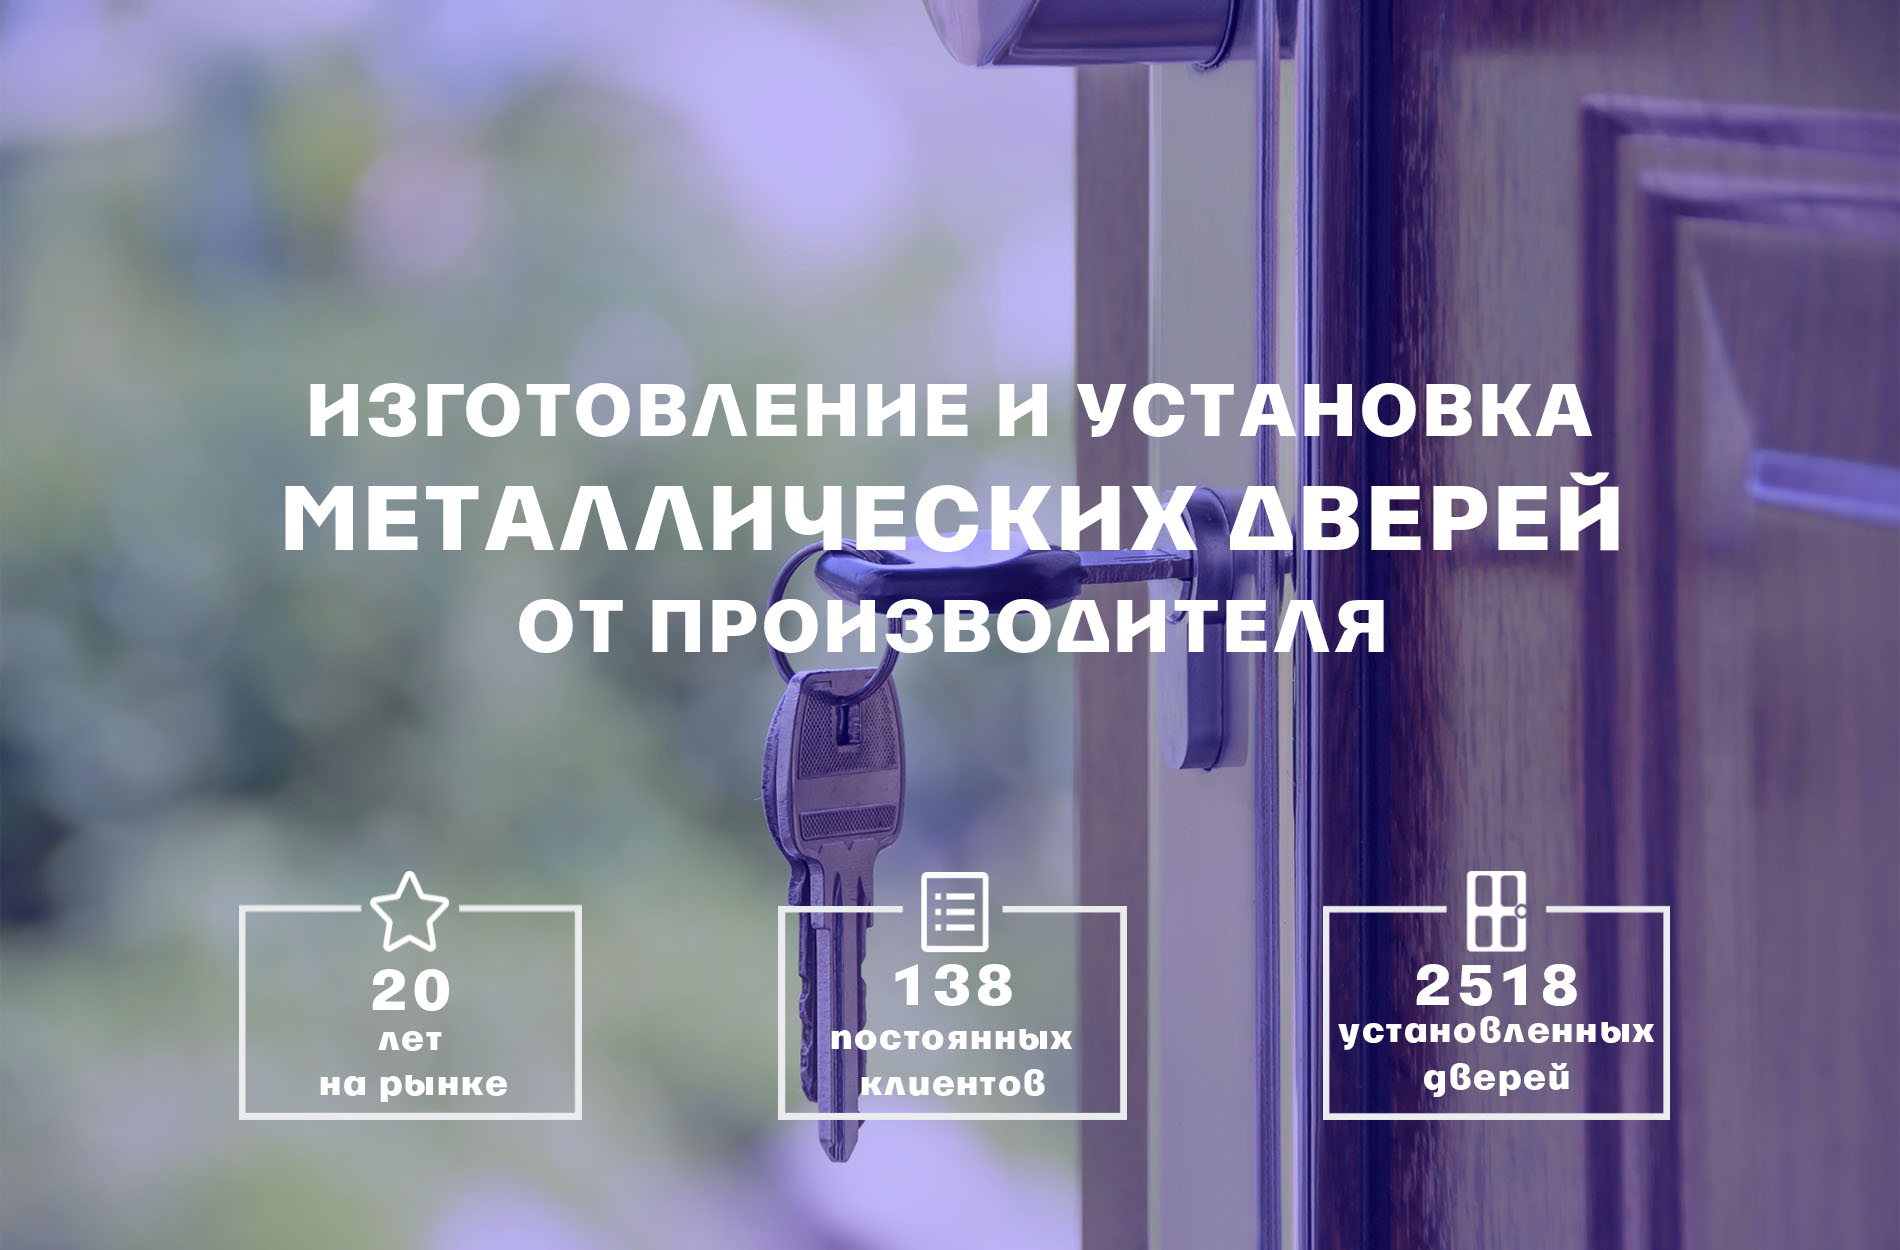 ИЗГОТОВЛЕНИЕ И УСТАНОВКА
МЕТАЛЛИЧЕСКИХ ДВЕРЕЙ
ОТ ПРОИЗВОДИТЕЛЯ
20
лет
на рынке
138
постоянных
клиентов
2518
установленных
дверей